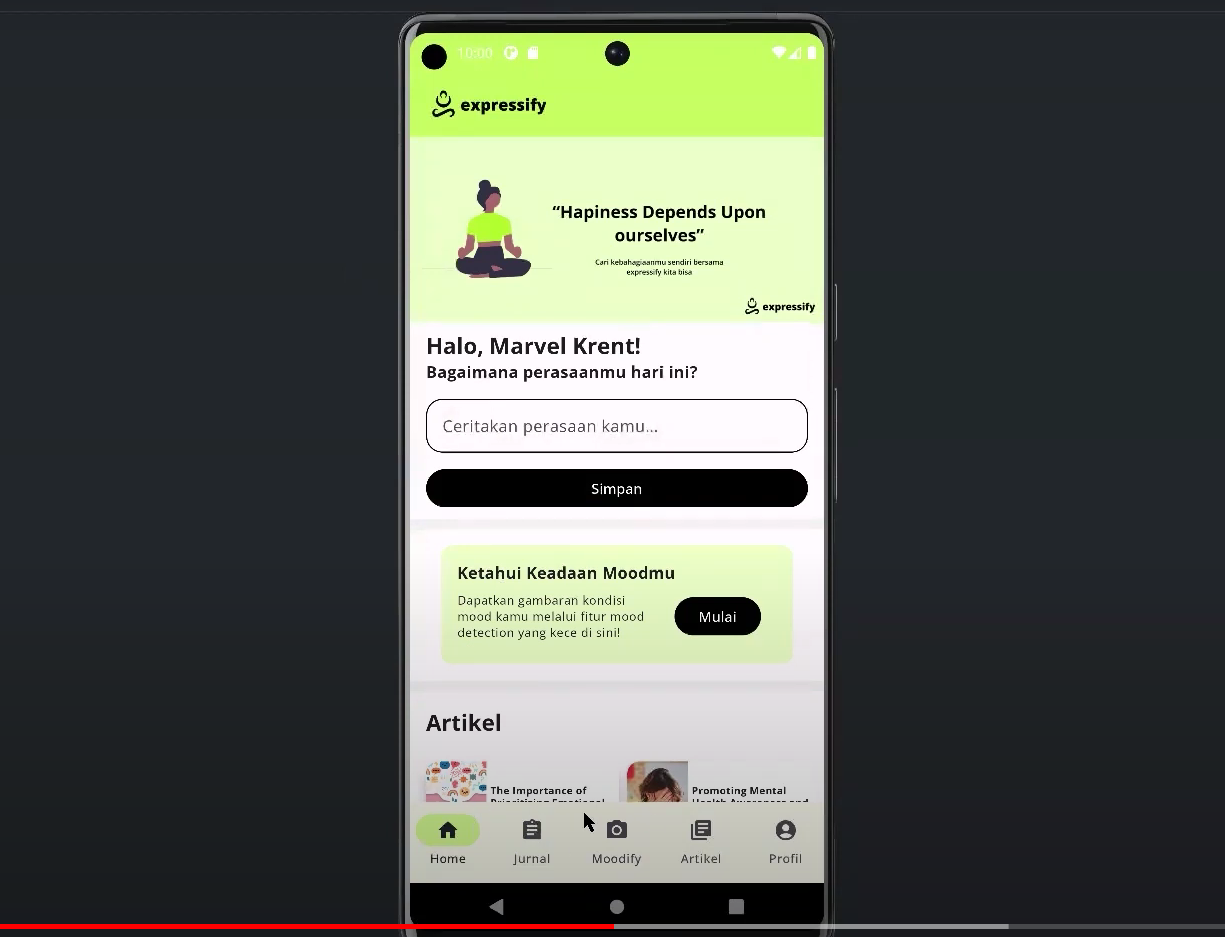 10:00
expressify
“Hapiness Depends Upon
ourselves”
Cari kebahagiaanmu sendiri bersama
expressify kita bisa
expressify
Halo, Marvel Krent!
Bagaimana perasaanmu hari ini?
Ceritakan perasaan kamu...
Simpan
Ketahui Keadaan Moodmu
Dapatkan gambaran kondisi
mood kamu melalui fitur mood
detection yang kece di sini!
Mulai
Artikel
The Importance of
Prioritizing Emotional
Promoting Mental
Health Awareness and
Home
Jurnal
Moodify
Artikel
Profil